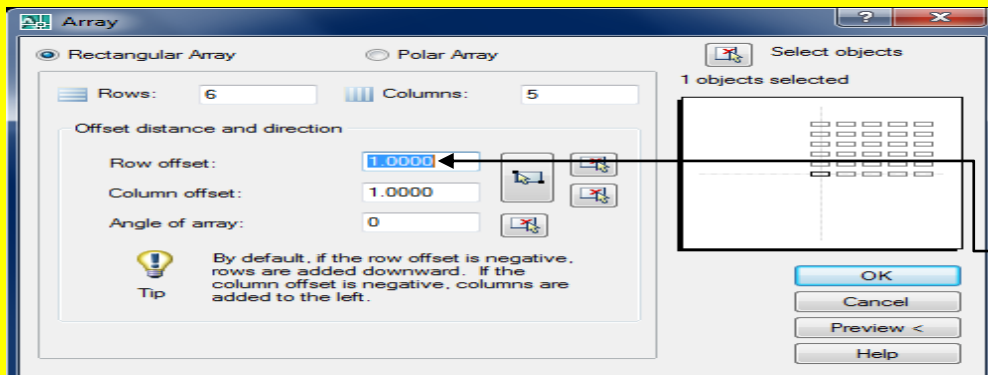 Array
?
Rectangular Array
Polar Array
Select objects
1 objects selected
Rows: 6
Columns: 5
Offset distance and direction
Row offset: 1.0000
Column offset: 1.0000
Angle of array: 0
Tip
By default, if the row offset is negative,
rows are added downward. If the
column offset is negative, columns are
added to the left.
OK
Cancel
Preview <
Help